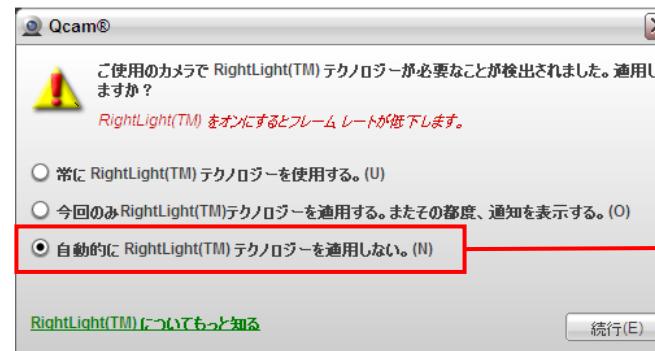 Qcam®
ご使用のカメラで RightLight(TM) テクノロジーが必要なことが検出されました。適用し
ますか？
RightLight(TM) をオンにするとフレーム レートが低下します。
常に RightLight(TM) テクノロジーを使用する。(U)
今回のみRightLight(TM)テクノロジーを適用する。またその都度、通知を表示する。(O)
自動的に RightLight(TM) テクノロジーを適用しない。(N)
RightLight(TM) についてもっと知る
続行(E)